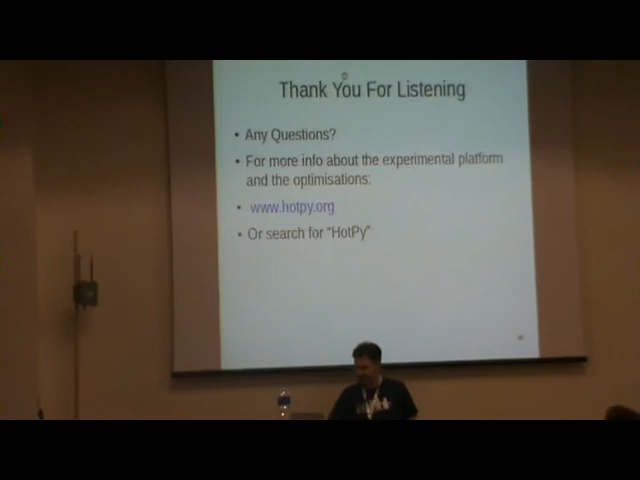 Thank You For Listening
• Any Questions?
• For more info about the experimental platform
and the optimisations:
• www.hotpy.org
• Or search for "HotPy"